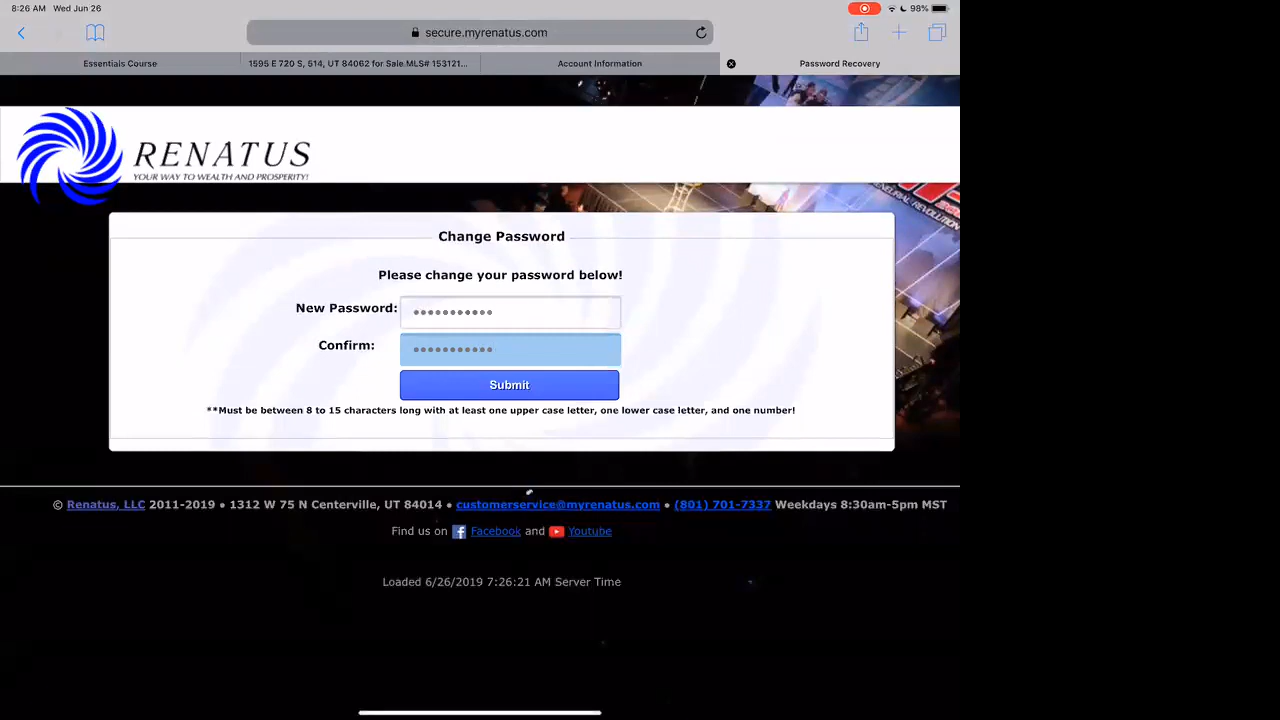 8:26 AM Wed Jun 26
98%
secure.myrenatus.com
Essentials Course
1595 E 720 S, 514, UT 84062 for Sale MLS# 153121...
Account Information
Password Recovery
RENATUS
YOUR WAY TO WEALTH AND PROSPERITY!
Change Password
Please change your password below!
New Password: •••••••••••
Confirm: •••••••••••
Submit
**Must be between 8 to 15 characters long with at least one upper case letter, one lower case letter, and one number!
© Renatus, LLC 2011-2019 • 1312 W 75 N Centerville, UT 84014 • customerservice@myrenatus.com • (801) 701-7337 Weekdays 8:30am-5pm MST
Find us on Facebook and Youtube
Loaded 6/26/2019 7:26:21 AM Server Time